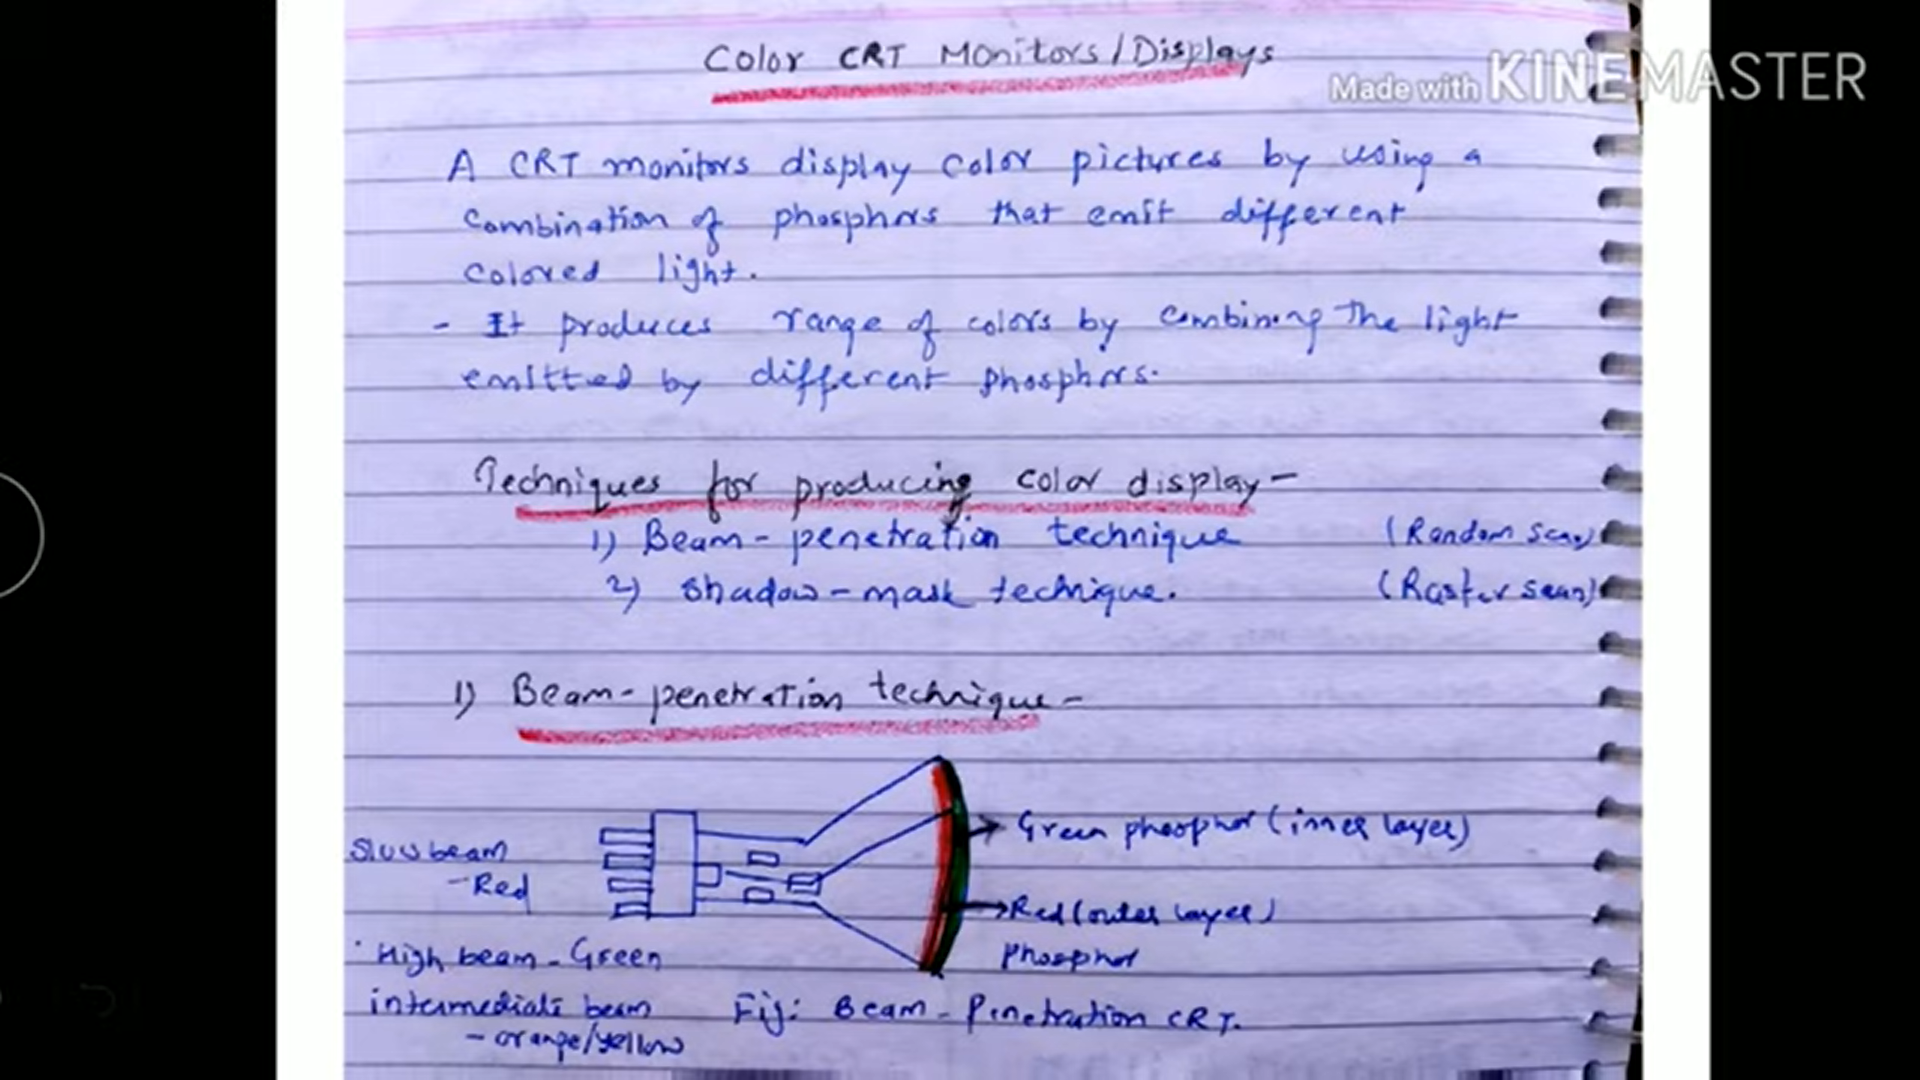 Color CRT Monitors/Displays
Made with KINEMASTER
A CRT monitors display color pictures by using a
combination of phosphors that emit different
colored light.
- It produces range of colors by combining the light
emitted by different phosphors.
Techniques for producing color display-
1) Beam-penetration technique (Random scan)
2) Shadow-mask technique. (Raster scan)
1) Beam-penetration technique-
Green phosphor (inner layer)
Slow beam
-Red
Red (outer layer)
phosphor
High beam - Green
intermediate beam
- orange/yellow
Fig: Beam-Penetration CRT.